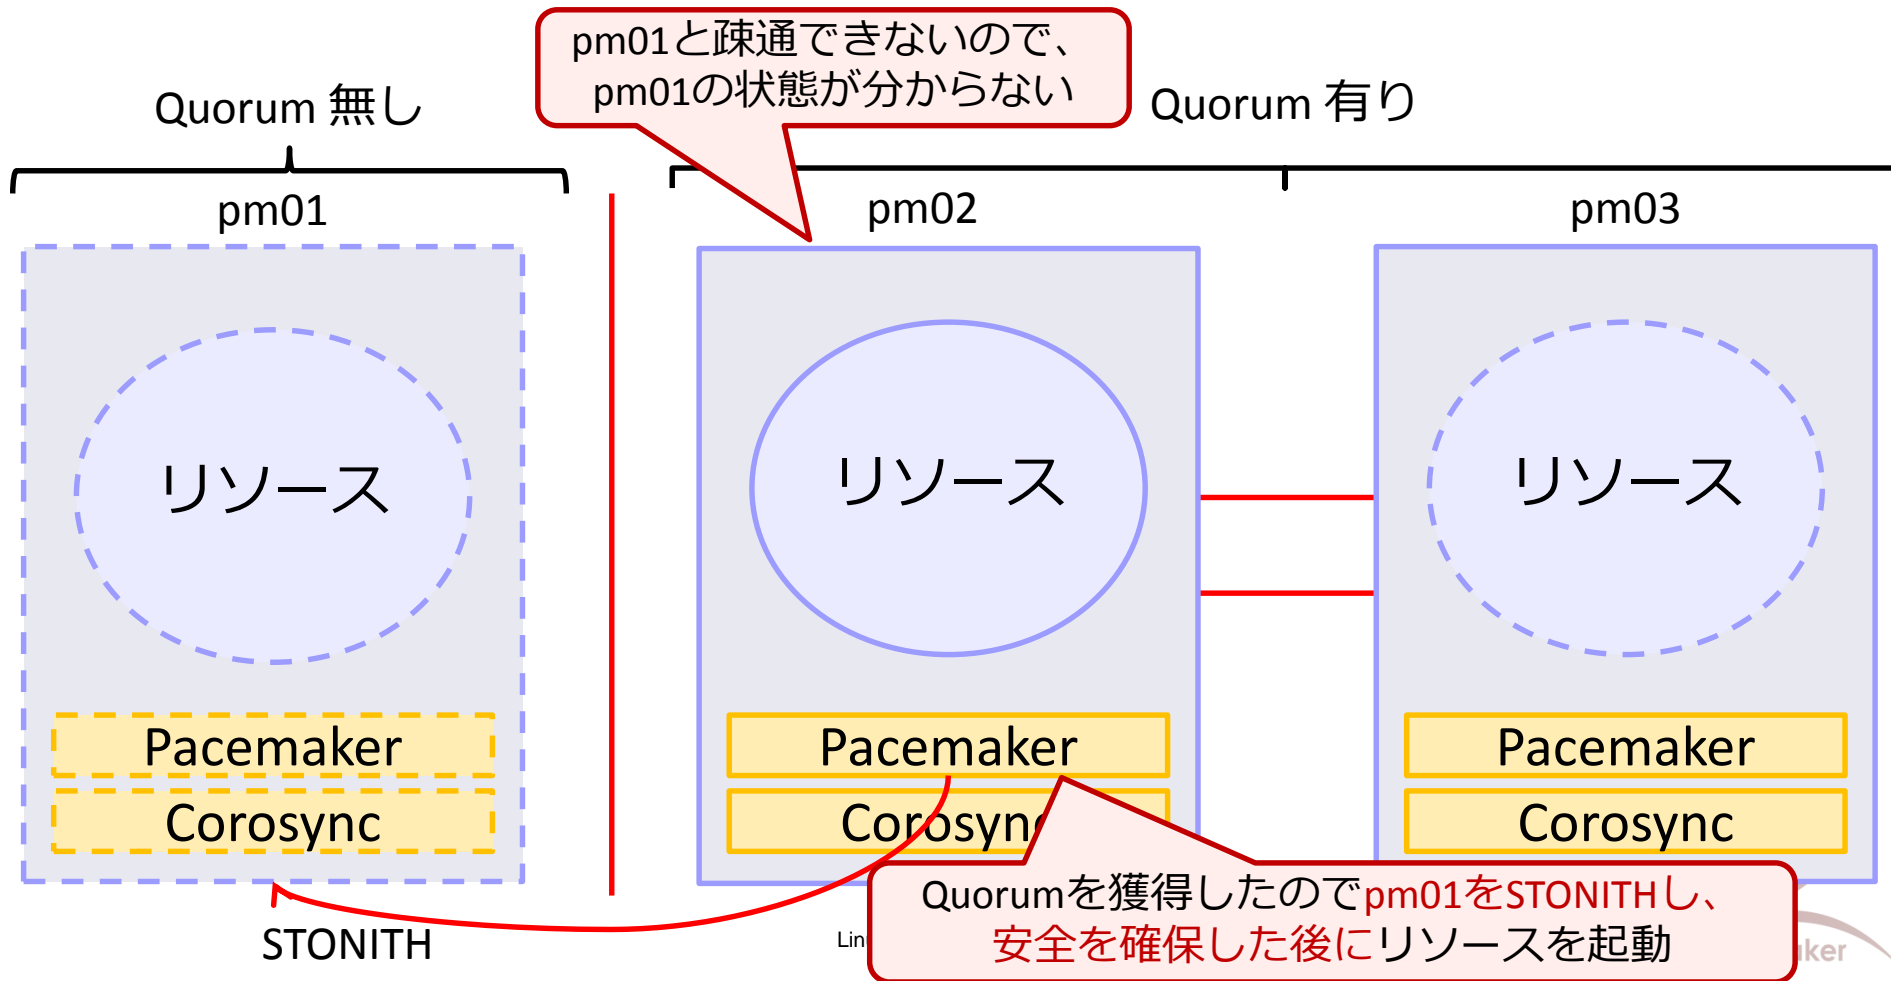 pm01と疎通できないので、
pm01の状態が分からない
Quorum 無し
Quorum 有り
pm01
pm02
pm03
リソース
リソース
リソース
Pacemaker
Pacemaker
Pacemaker
Corosync
Corosync
Corosync
Quorumを獲得したのでpm01をSTONITHし、
安全を確保した後にリソースを起動
STONITH